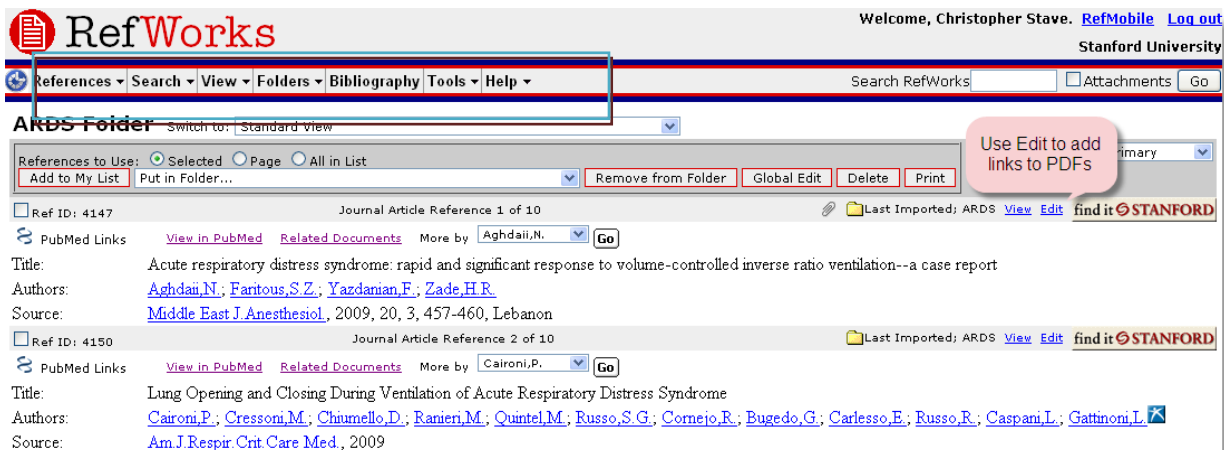 RefWorks
Welcome, Christopher Stave. RefMobile Log out
Stanford University
References Search View Folders Bibliography Tools Help Search RefWorks Attachments Go
ARDS Folder Switch to: Standard View
Use Edit to add
links to PDFs
References to Use: Selected Page All in List
Add to My List Put in Folder... Remove from Folder Global Edit Delete Print
Ref ID: 4147 Journal Article Reference 1 of 10 Last Imported; ARDS View Edit find it STANFORD
PubMed Links View in PubMed Related Documents More by Aghdaii,N. Go
Title: Acute respiratory distress syndrome: rapid and significant response to volume-controlled inverse ratio ventilation--a case report
Authors: Aghdaii,N.; Faritous,S.Z.; Yazdanian,F.; Zade,H.R.
Source: Middle East J.Anesthesiol., 2009, 20, 3, 457-460, Lebanon
Ref ID: 4150 Journal Article Reference 2 of 10 Last Imported; ARDS View Edit find it STANFORD
PubMed Links View in PubMed Related Documents More by Caironi,P. Go
Title: Lung Opening and Closing During Ventilation of Acute Respiratory Distress Syndrome
Authors: Caironi,P.; Cressoni,M.; Chiumello,D.; Ranieri,M.; Quintel,M.; Russo,S.G.; Cornejo,R.; Bugedo,G.; Carlesso,E.; Russo,R.; Caspani,L.; Gattinoni,L.
Source: Am.J.Respir.Crit.Care Med., 2009